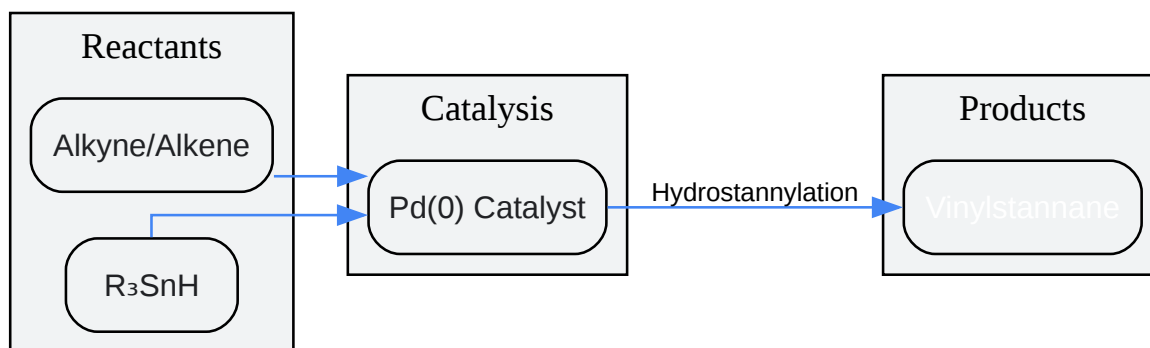 Reactants
Alkyne/Alkene
R₃SnH
Catalysis
Pd(0) Catalyst
Hydrostannylation
Products
Vinylstannane